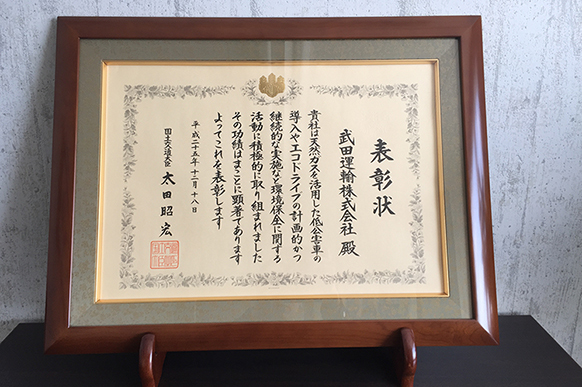 表彰状
武田運輸株式会社 殿
貴社は天然ガスを活用した低公害車の
導入やエコドライブの計画的かつ
継続的な実施など環境保全に関する
活動に積極的に取り組まれました
その功績はまことに顕著であります
よってこれを表彰します
平成二十五年十二月十八日
国土交通大臣 太田昭宏